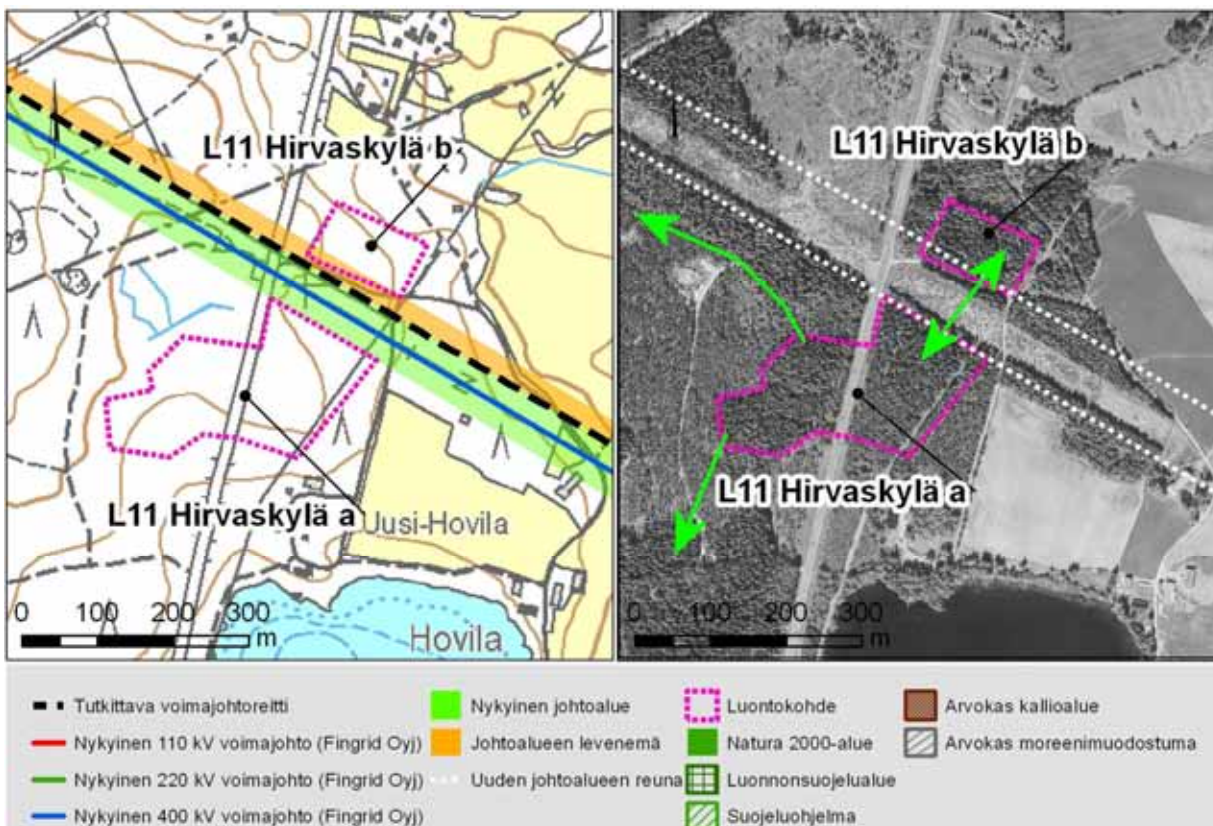 L11 Hirvaskylä b
L11 Hirvaskylä a
Uusi-Hovila
0 100 200 300
m
Hovila
L11 Hirvaskylä b
L11 Hirvaskylä a
0 100 200 300
m
Tutkittava voimajohtoreitti
Nykyinen 110 kV voimajohto (Fingrid Oyj)
Nykyinen 220 kV voimajohto (Fingrid Oyj)
Nykyinen 400 kV voimajohto (Fingrid Oyj)
Nykyinen johtoalue
Johtoalueen levenemä
Uuden johtoalueen reuna
Luontokohde
Natura 2000-alue
Luonnonsuojelualue
Suojeluohjelma
Arvokas kallioalue
Arvokas moreenimuodostuma